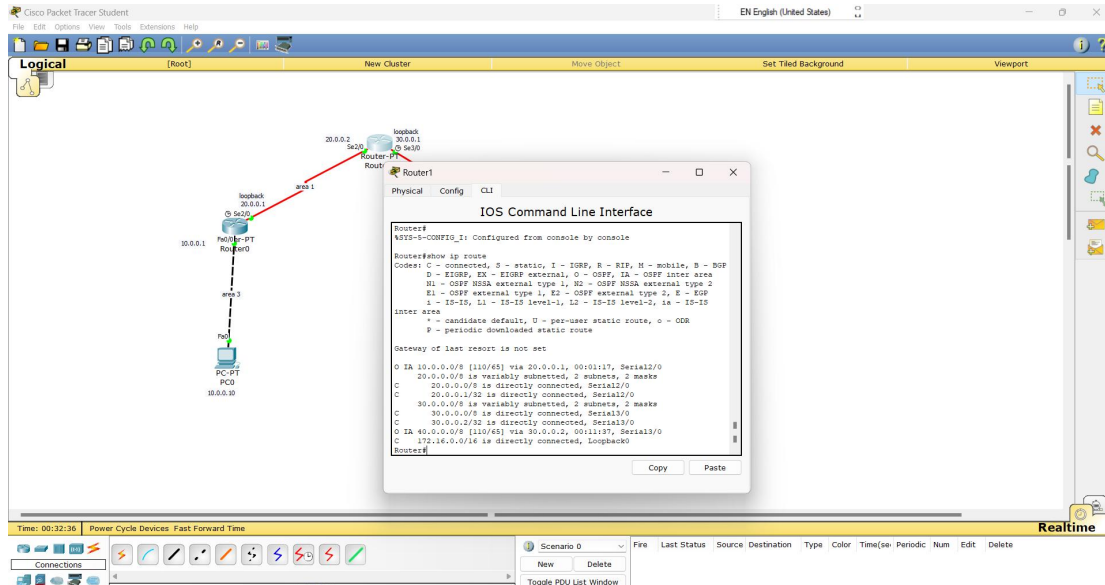 Cisco Packet Tracer Student
EN English (United States)
File Edit Options View Tools Extensions Help
Logical
[Root]
New Cluster
Move Object
Set Tiled Background
Viewport
loopback
20.0.0.2
30.0.0.1
Se2/0
Se3/0
Router-PT
area 1
loopback
20.0.0.1
Se2/0
10.0.0.1
Router0
area 3
Fa0
PC-PT
PC0
10.0.0.10
Router1
Physical Config CLI
IOS Command Line Interface
Router#
%SYS-5-CONFIG_I: Configured from console by console
Router#show ip route
Codes: C - connected, S - static, I - IGRP, R - RIP, M - mobile, B - BGP
D - EIGRP, EX - EIGRP external, O - OSPF, IA - OSPF inter area
N1 - OSPF NSSA external type 1, N2 - OSPF NSSA external type 2
E1 - OSPF external type 1, E2 - OSPF external type 2, E - EGP
i - IS-IS, L1 - IS-IS level-1, L2 - IS-IS level-2, ia - IS-IS
inter area
* - candidate default, U - per-user static route, o - ODR
P - periodic downloaded static route
Gateway of last resort is not set
O IA 10.0.0.0/8 [110/65] via 20.0.0.1, 00:01:17, Serial2/0
20.0.0.0/8 is variably subnetted, 2 subnets, 2 masks
C 20.0.0.0/8 is directly connected, Serial2/0
C 20.0.0.1/32 is directly connected, Serial2/0
30.0.0.0/8 is variably subnetted, 2 subnets, 2 masks
C 30.0.0.0/8 is directly connected, Serial3/0
C 30.0.0.2/32 is directly connected, Serial3/0
O IA 40.0.0.0/8 [110/65] via 30.0.0.2, 00:11:37, Serial3/0
C 172.16.0.0/16 is directly connected, Loopback0
Router#
Copy Paste
Time: 00:32:36 Power Cycle Devices Fast Forward Time
Realtime
Connections
Scenario 0
New Delete
Toggle PDU List Window
Fire Last Status Source Destination Type Color Time(se Periodic Num Edit Delete